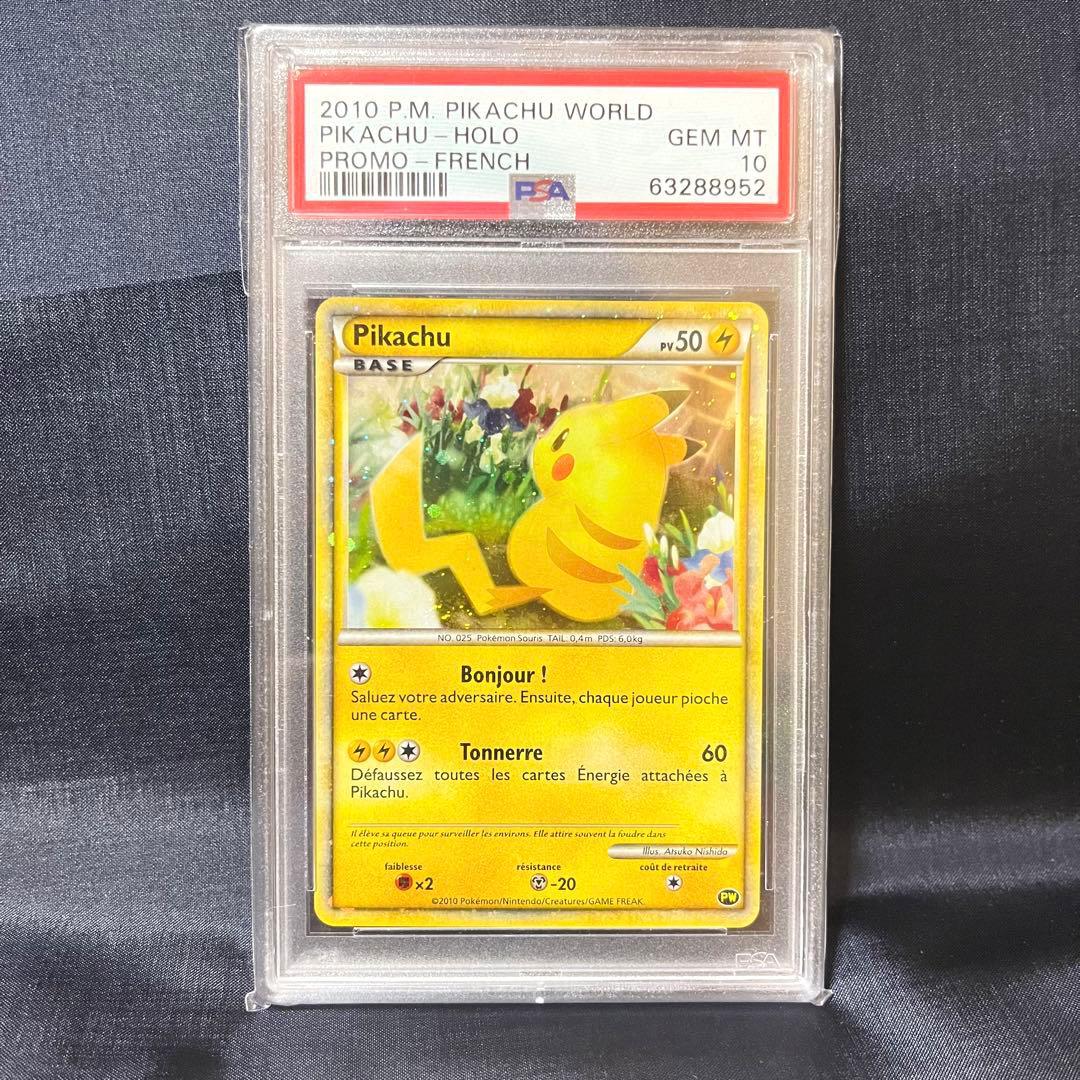 2010 P.M. PIKACHU WORLD
PIKACHU - HOLO GEM MT
PROMO - FRENCH 10
PSA 63288952
Pikachu PV 50
BASE
NO. 025 Pokémon Souris TAIL. 0,4m PDS: 6,0kg
Bonjour !
Saluez votre adversaire. Ensuite, chaque joueur pioche
une carte.
Tonnerre 60
Défaussez toutes les cartes Énergie attachées à
Pikachu.
Il élève sa queue pour surveiller les environs. Elle attire souvent la foudre dans
cette position.
Illus. Atsuko Nishida
faiblesse résistance coût de retraite
×2 -20
©2010 Pokémon/Nintendo/Creatures/GAME FREAK.
PW
PSA